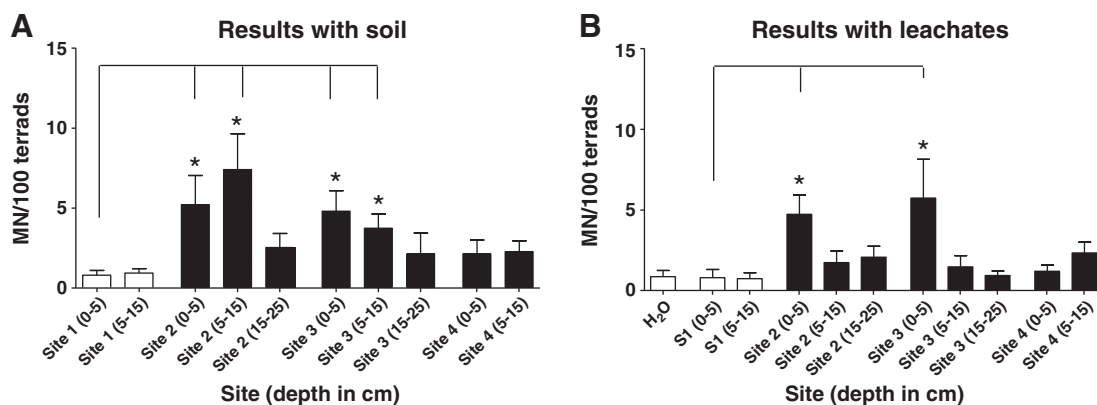 A
Results with soil
15
10
5
0
MN/100 terrads
*
*
*
*
Site 1 (0-5)
Site 1 (5-15)
Site 2 (0-5)
Site 2 (5-15)
Site 2 (15-25)
Site 3 (0-5)
Site 3 (5-15)
Site 3 (15-25)
Site 4 (0-5)
Site 4 (5-15)
Site (depth in cm)
B
Results with leachates
15
10
5
0
MN/100 terrads
*
*
H₂O
S1 (0-5)
S1 (5-15)
Site 2 (0-5)
Site 2 (5-15)
Site 2 (15-25)
Site 3 (0-5)
Site 3 (5-15)
Site 3 (15-25)
Site 4 (0-5)
Site 4 (5-15)
Site (depth in cm)